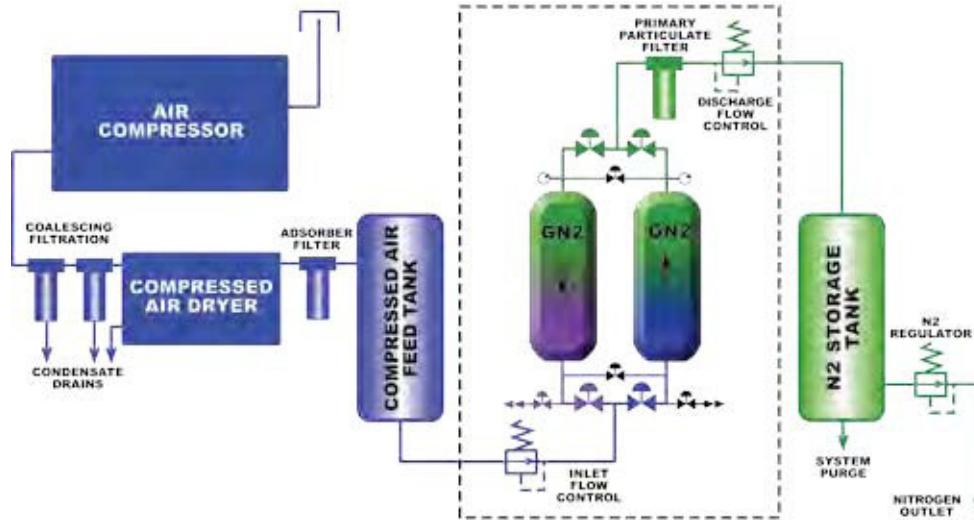 PRIMARY
PARTICULATE
FILTER
AIR
COMPRESSOR
DISCHARGE
FLOW
CONTROL
COALESCING
FILTRATION
ADSORBER
FILTER
GN2
GN2
COMPRESSED
AIR DRYER
COMPRESSED AIR
FEED TANK
N2 STORAGE
TANK
N2
REGULATOR
CONDENSATE
DRAINS
INLET
FLOW
CONTROL
SYSTEM
PURGE
NITROGEN
OUTLET